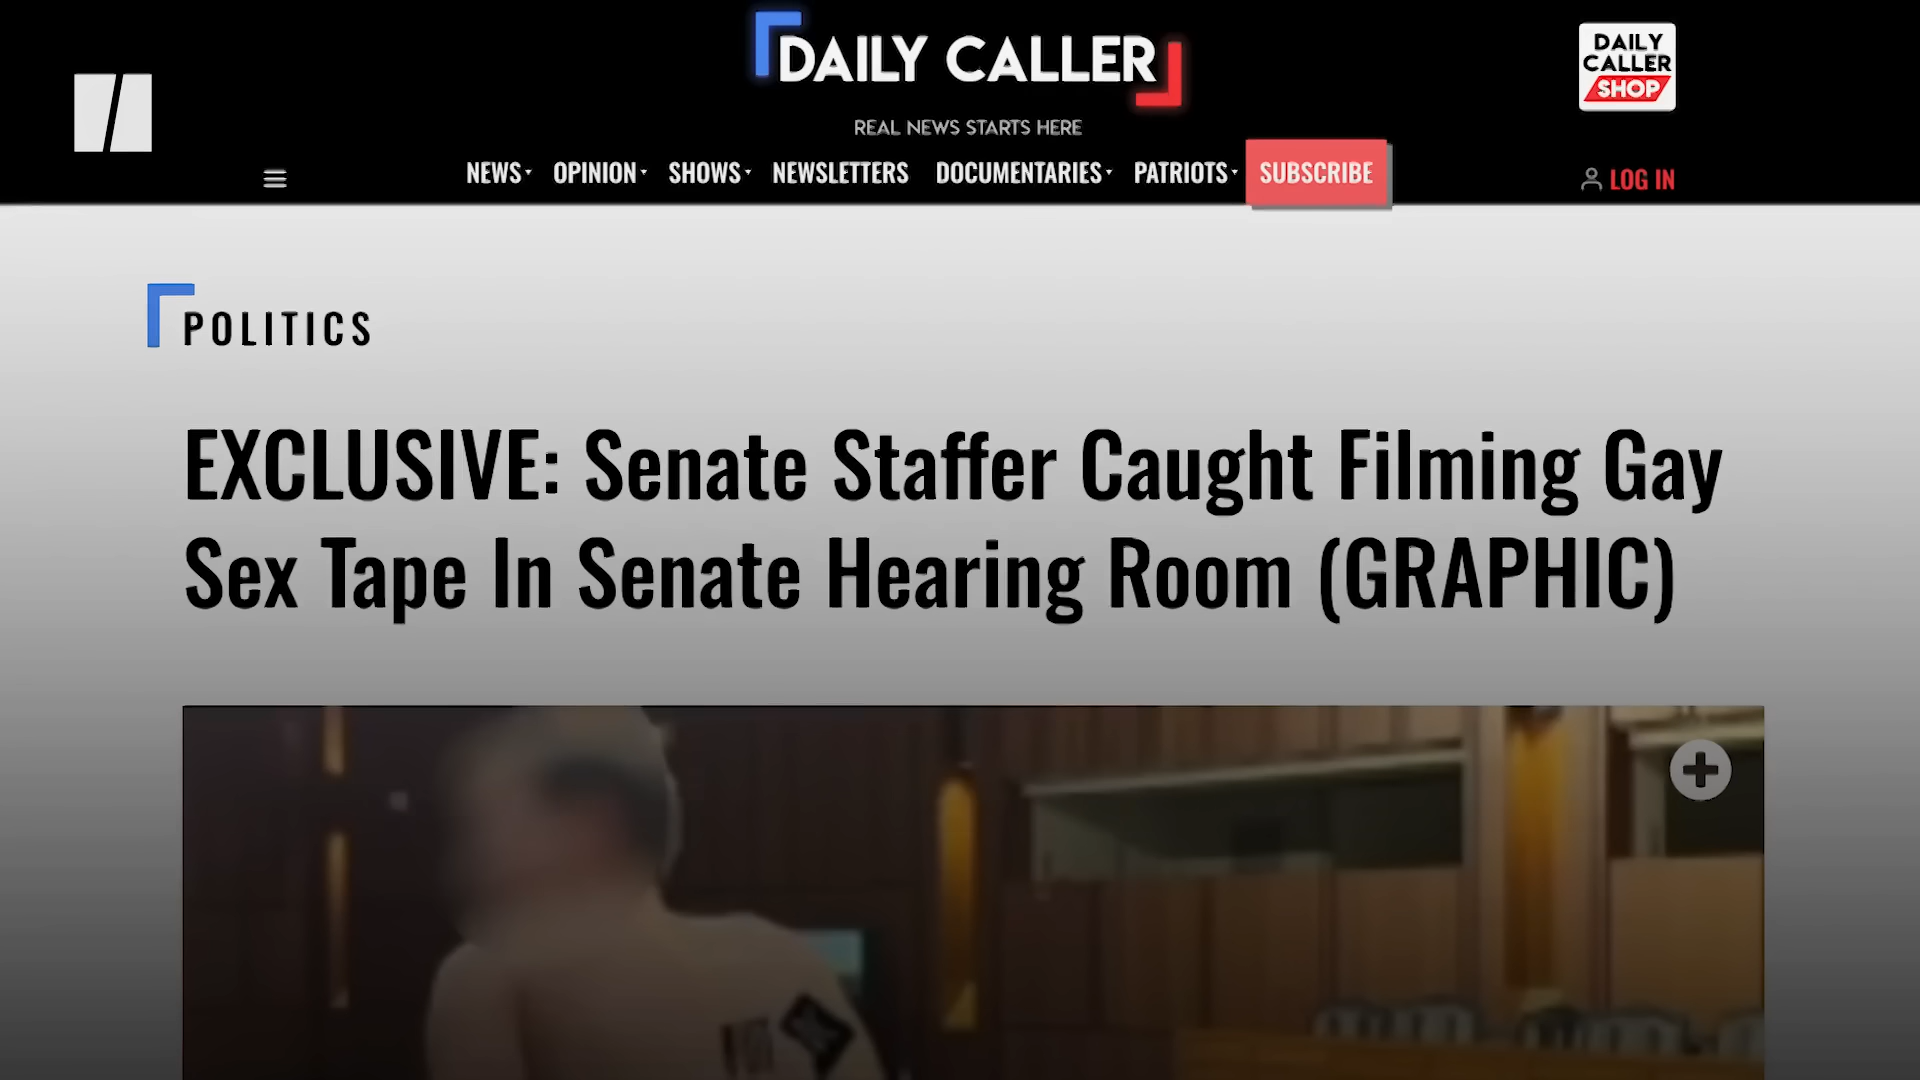 DAILY CALLER
DAILY
CALLER
SHOP
REAL NEWS STARTS HERE
NEWS OPINION SHOWS NEWSLETTERS DOCUMENTARIES PATRIOTS SUBSCRIBE
LOG IN
POLITICS
EXCLUSIVE: Senate Staffer Caught Filming Gay
Sex Tape In Senate Hearing Room (GRAPHIC)